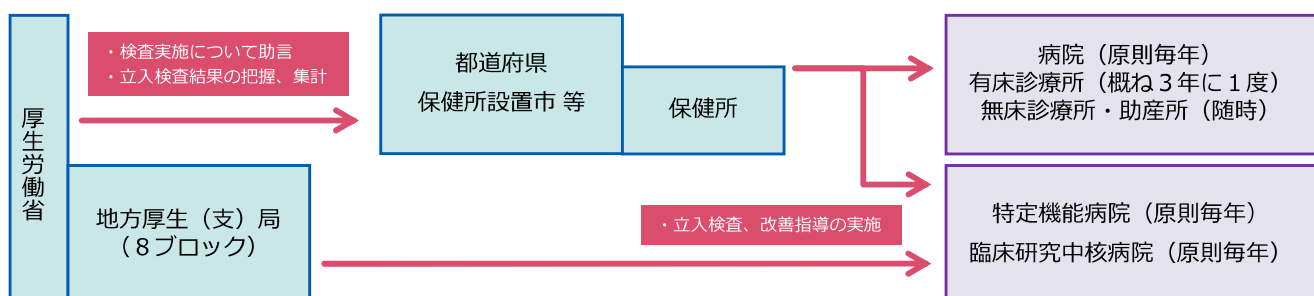 厚生労働省
・検査実施について助言
・立入検査結果の把握、集計
都道府県
保健所設置市 等
保健所
病院（原則毎年）
有床診療所（概ね３年に１度）
無床診療所・助産所（随時）
地方厚生（支）局
（８ブロック）
・立入検査、改善指導の実施
特定機能病院（原則毎年）
臨床研究中核病院（原則毎年）